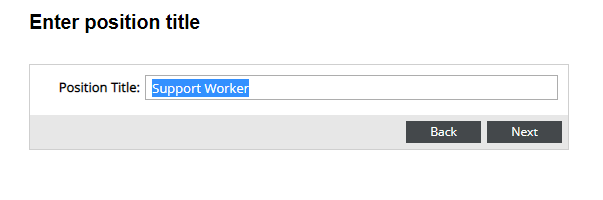 Enter position title
Position Title: Support Worker
Back Next